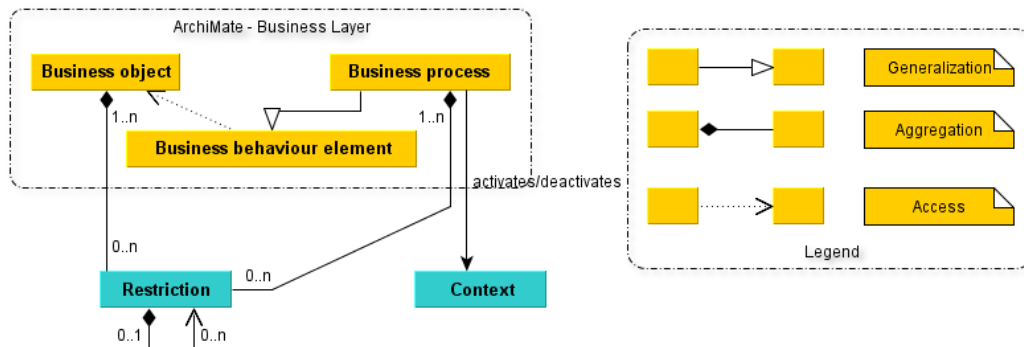 ArchiMate - Business Layer
Business object
Business process
1..n
1..n
Business behaviour element
activates/deactivates
0..n
0..n
Restriction
Context
0..1
0..n
Generalization
Aggregation
Access
Legend